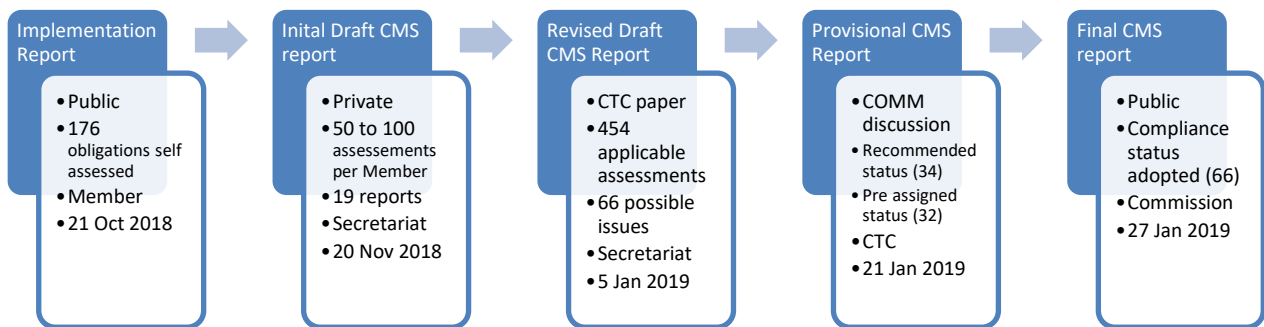 Implementation
Report
• Public
• 176
obligations self
assessed
• Member
• 21 Oct 2018
Inital Draft CMS
report
• Private
• 50 to 100
assessements
per Member
• 19 reports
• Secretariat
• 20 Nov 2018
Revised Draft
CMS Report
• CTC paper
• 454
applicable
assessments
• 66 possible
issues
• Secretariat
• 5 Jan 2019
Provisional CMS
Report
• COMM
discussion
• Recommended
status (34)
• Pre assigned
status (32)
• CTC
• 21 Jan 2019
Final CMS
report
• Public
• Compliance
status
adopted (66)
• Commission
• 27 Jan 2019